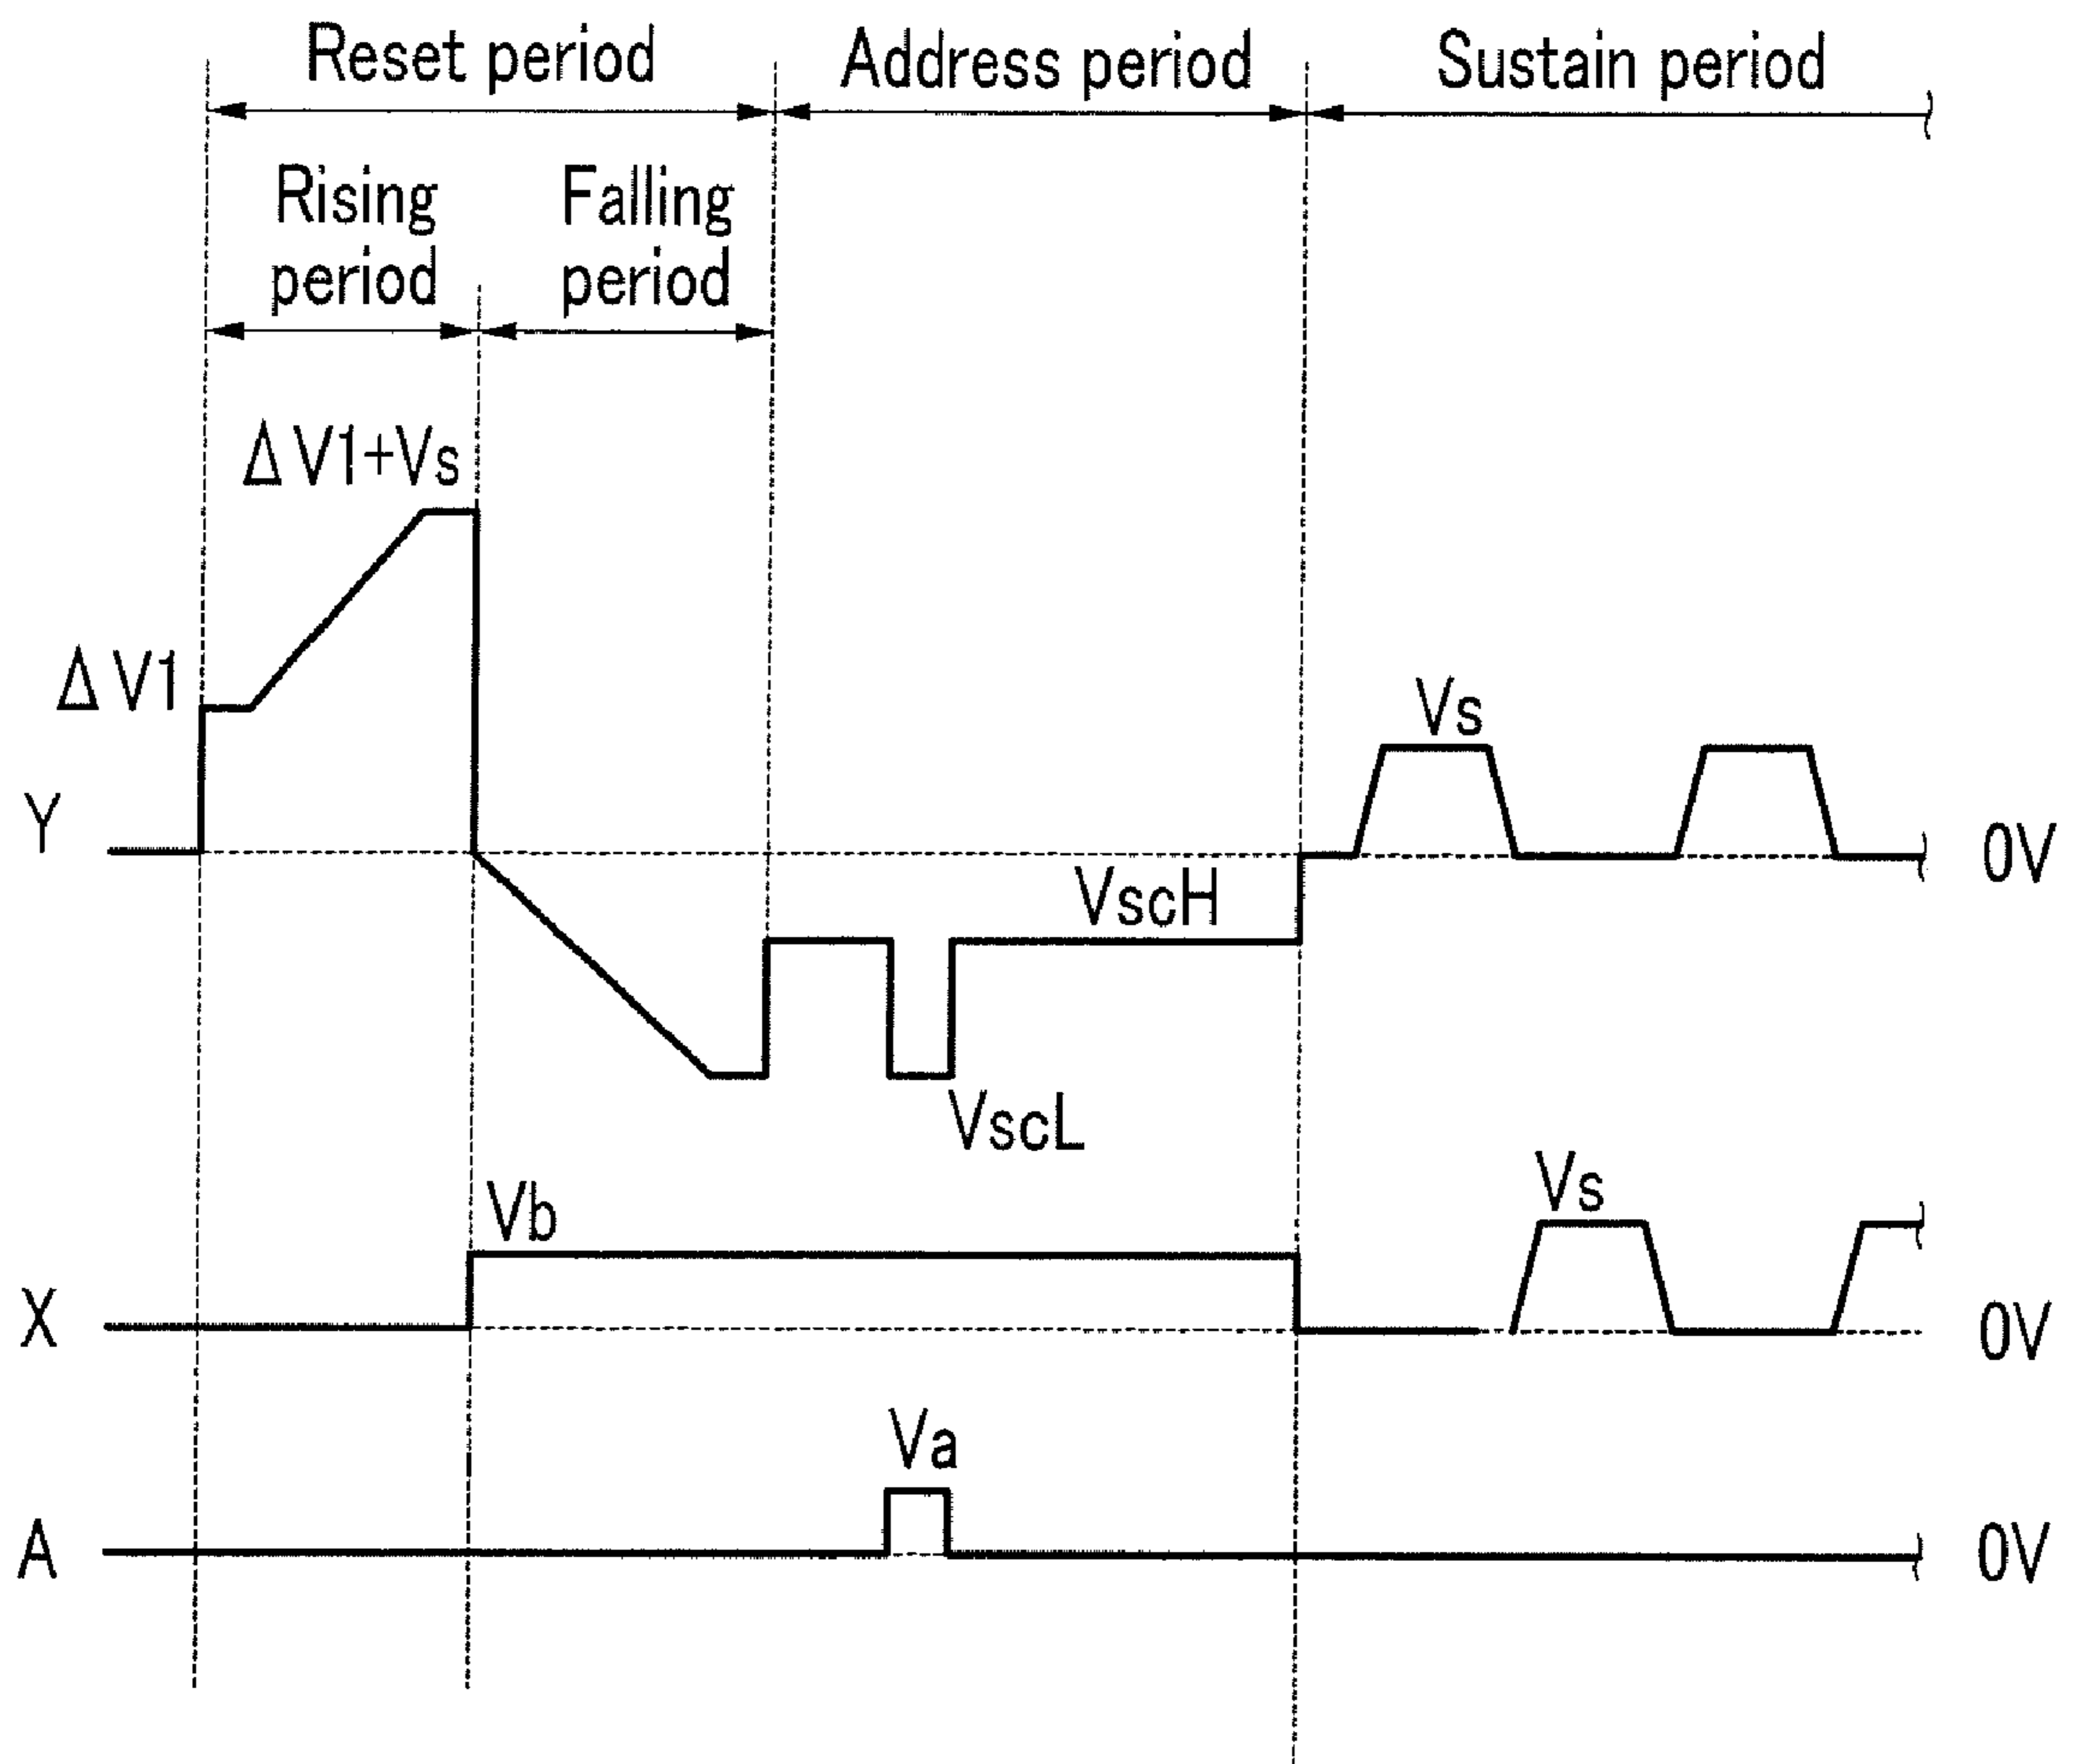 Reset period
Address period
Sustain period
Rising
period
Falling
period
ΔV1+Vs
ΔV1
Vs
Y
0V
VscH
VscL
Vb
Vs
X
0V
Va
A
0V